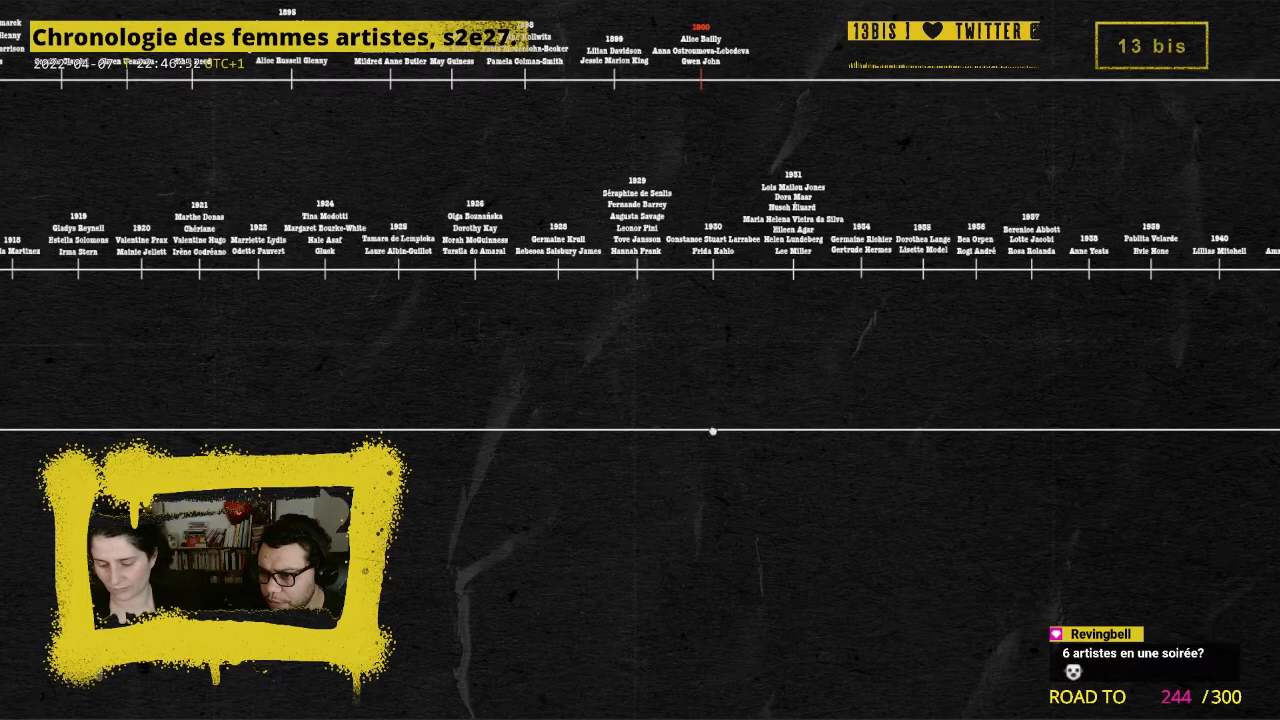 1895
marek
Chronologie des femmes artistes, s2e27
13BIS ] TWITTER
13 bis
1899
1900
Alice Bailly
Lilian Davidson
Anna Ostroumova-Lebedeva
Alice Russell Glenny
Mildred Anne Butler
May Guiness
Pamela Colman-Smith
Jessie Marion King
Gwen John
UTC+1
1918
Martinez
1919
Gladys Reynell
Estella Solomons
Irma Stern
1920
Valentine Prax
Mainie Jellett
1921
Marthe Donas
Chériane
Valentine Hugo
Irène Codréano
1922
Marriette Lydis
Odette Pauvert
1924
Tina Modotti
Margaret Bourke-White
Hale Asaf
Gluck
1925
Tamara de Lempicka
Laure Albin-Guillot
1926
Olga Boznańska
Dorothy Kay
Norah McGuinness
Tarsila do Amaral
1928
Germaine Krull
Rebecca Salsbury James
1929
Séraphine de Senlis
Fernande Barrey
Augusta Savage
Leonor Fini
Tove Jansson
Hannah Frank
1930
Constance Stuart Larrabee
Frida Kahlo
1931
Loïs Mailou Jones
Dora Maar
Nusch Éluard
Maria Helena Vieira da Silva
Eileen Agar
Helen Lundeberg
Lee Miller
1934
Germaine Richier
Gertrude Hermes
1935
Dorothea Lange
Lisette Model
1936
Bea Orpen
Rogi André
1937
Berenice Abbott
Lotte Jacobi
Rosa Rolanda
1938
Anne Yeats
1939
Pablita Velarde
Evie Hone
1940
Lillias Mitchell
Revingbell
6 artistes en une soirée?
ROAD TO 244 /300